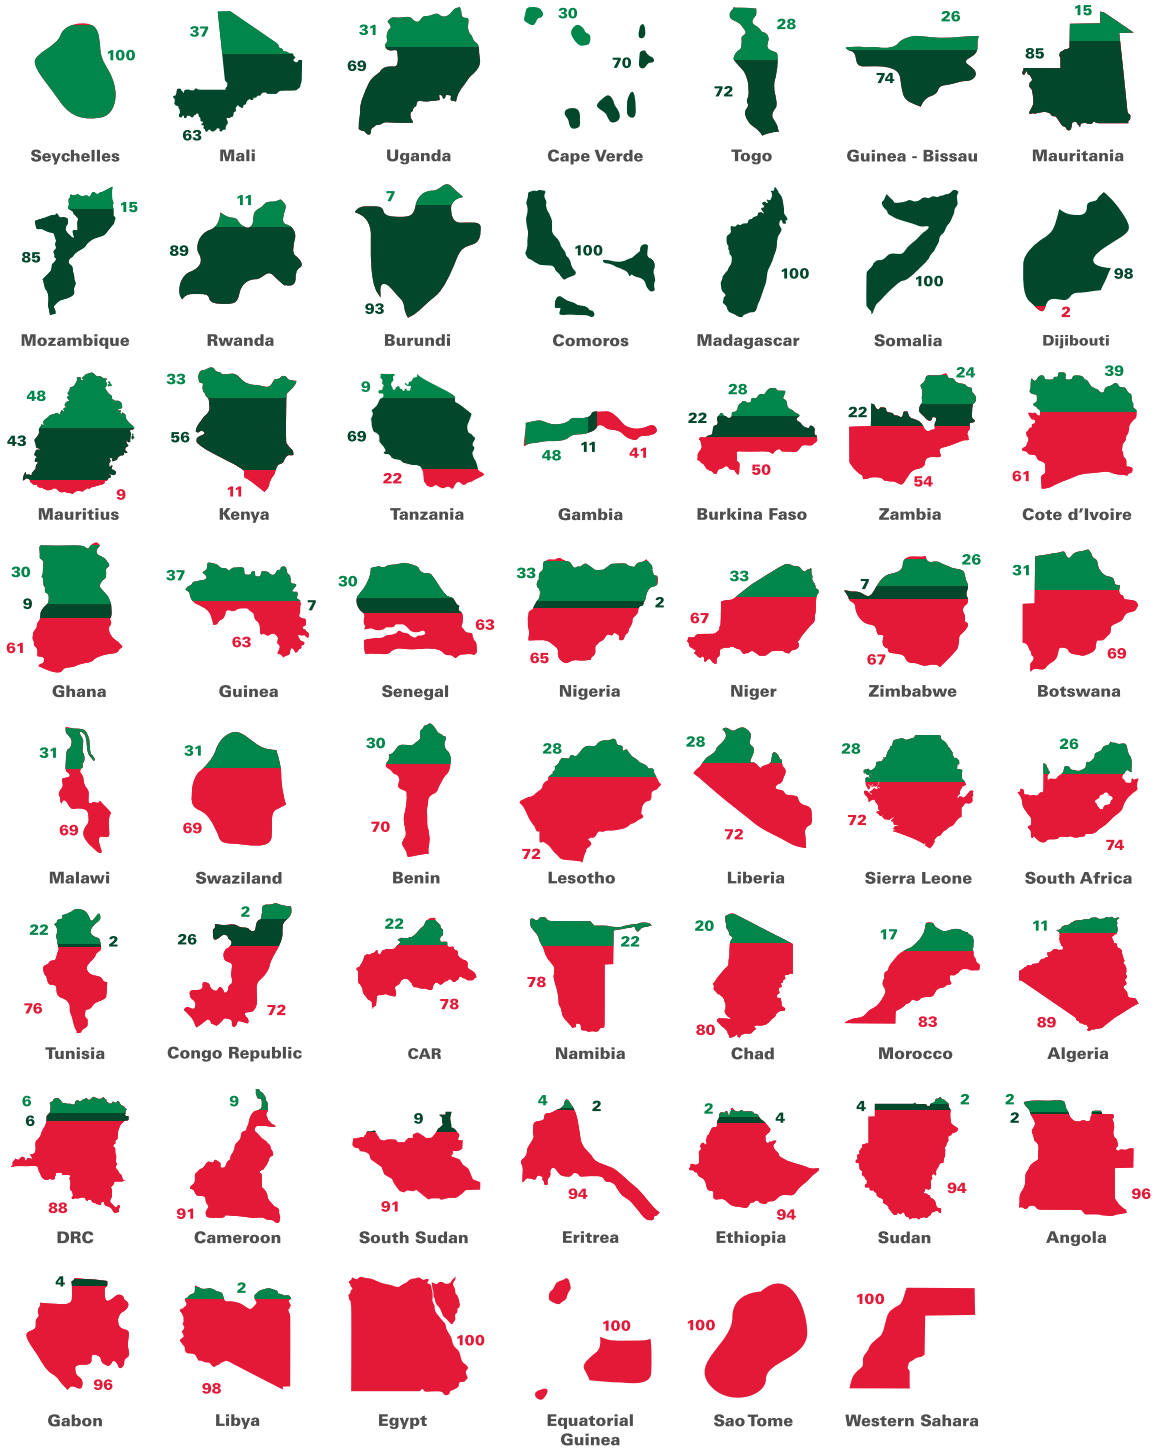 100
Seychelles
37
63
Mali
31
69
Uganda
30
70
Cape Verde
28
72
Togo
26
74
Guinea - Bissau
15
85
Mauritania
15
85
Mozambique
11
89
Rwanda
7
93
Burundi
100
Comoros
100
Madagascar
100
Somalia
98
2
Dijibouti
48
43
9
Mauritius
33
56
11
Kenya
9
69
22
Tanzania
48
11
41
Gambia
28
22
50
Burkina Faso
24
22
54
Zambia
39
61
Cote d’Ivoire
30
9
61
Ghana
37
7
63
Guinea
30
63
Senegal
33
2
65
Nigeria
33
67
Niger
26
7
67
Zimbabwe
31
69
Botswana
31
69
Malawi
31
69
Swaziland
30
70
Benin
28
72
Lesotho
28
72
Liberia
28
72
Sierra Leone
26
74
South Africa
22
2
76
Tunisia
2
26
72
Congo Republic
22
78
CAR
22
78
Namibia
20
80
Chad
17
83
Morocco
11
89
Algeria
6
6
88
DRC
9
91
Cameroon
9
91
South Sudan
4
2
94
Eritrea
2
4
94
Ethiopia
4
2
94
Sudan
2
2
96
Angola
4
96
Gabon
2
98
Libya
100
Egypt
100
Equatorial
Guinea
100
Sao Tome
100
Western Sahara